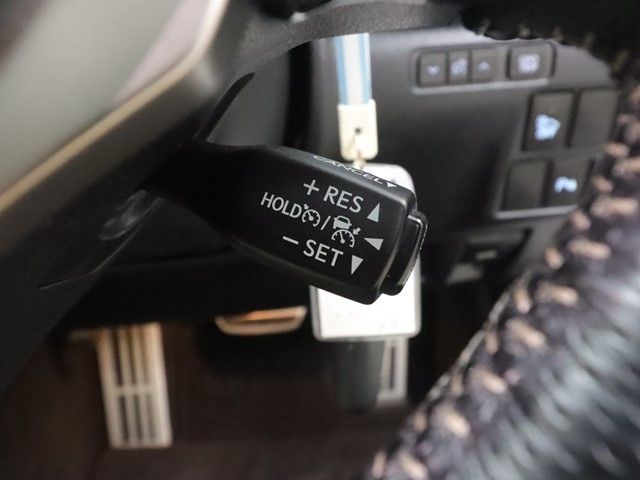 CANCEL▼
+ RES ▲
HOLD /
− SET ▼